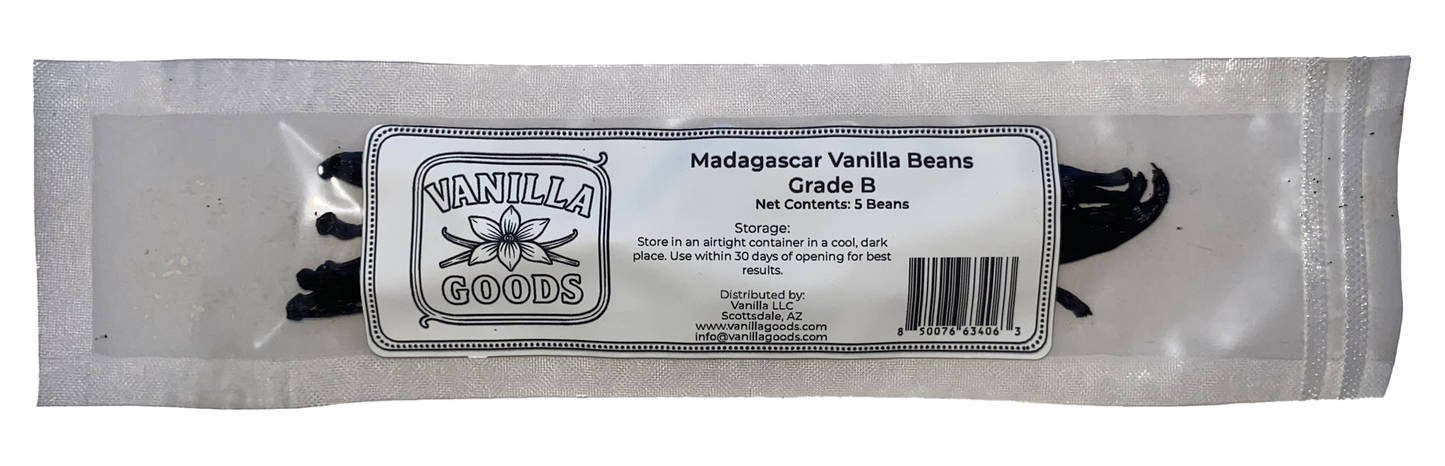 VANILLA
GOODS
Madagascar Vanilla Beans
Grade B
Net Contents: 5 Beans
Storage:
Store in an airtight container in a cool, dark
place. Use within 30 days of opening for best
results.
Distributed by:
Vanilla LLC
Scottsdale, AZ
www.vanillagoods.com
info@vanillagoods.com
8 50076 63406 3